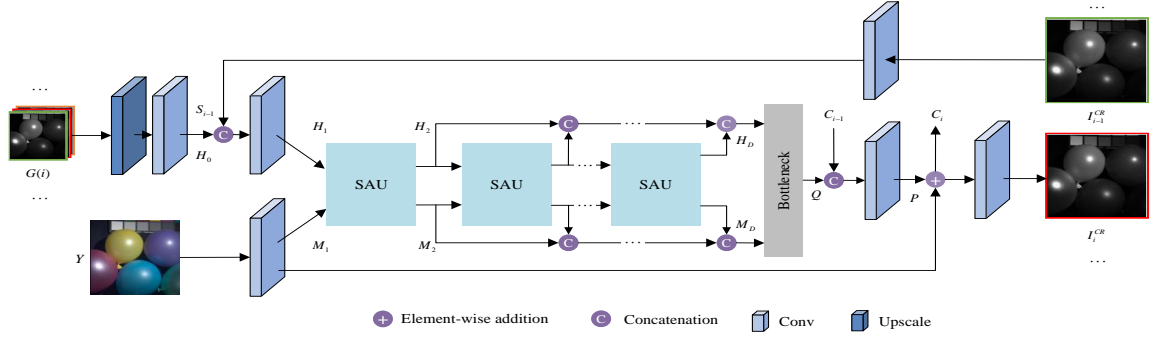 ...
...
S_{i-1}
C
H_0
G(i)
...
H_1
H_2
C
...
C
H_D
SAU
SAU
...
SAU
...
Bottleneck
C_{i-1}
C
Q
P
C_i
+
I_{i-1}^{CR}
Y
M_1
M_2
C
...
C
M_D
I_i^{CR}
...
+ Element-wise addition
C Concatenation
Conv
Upscale